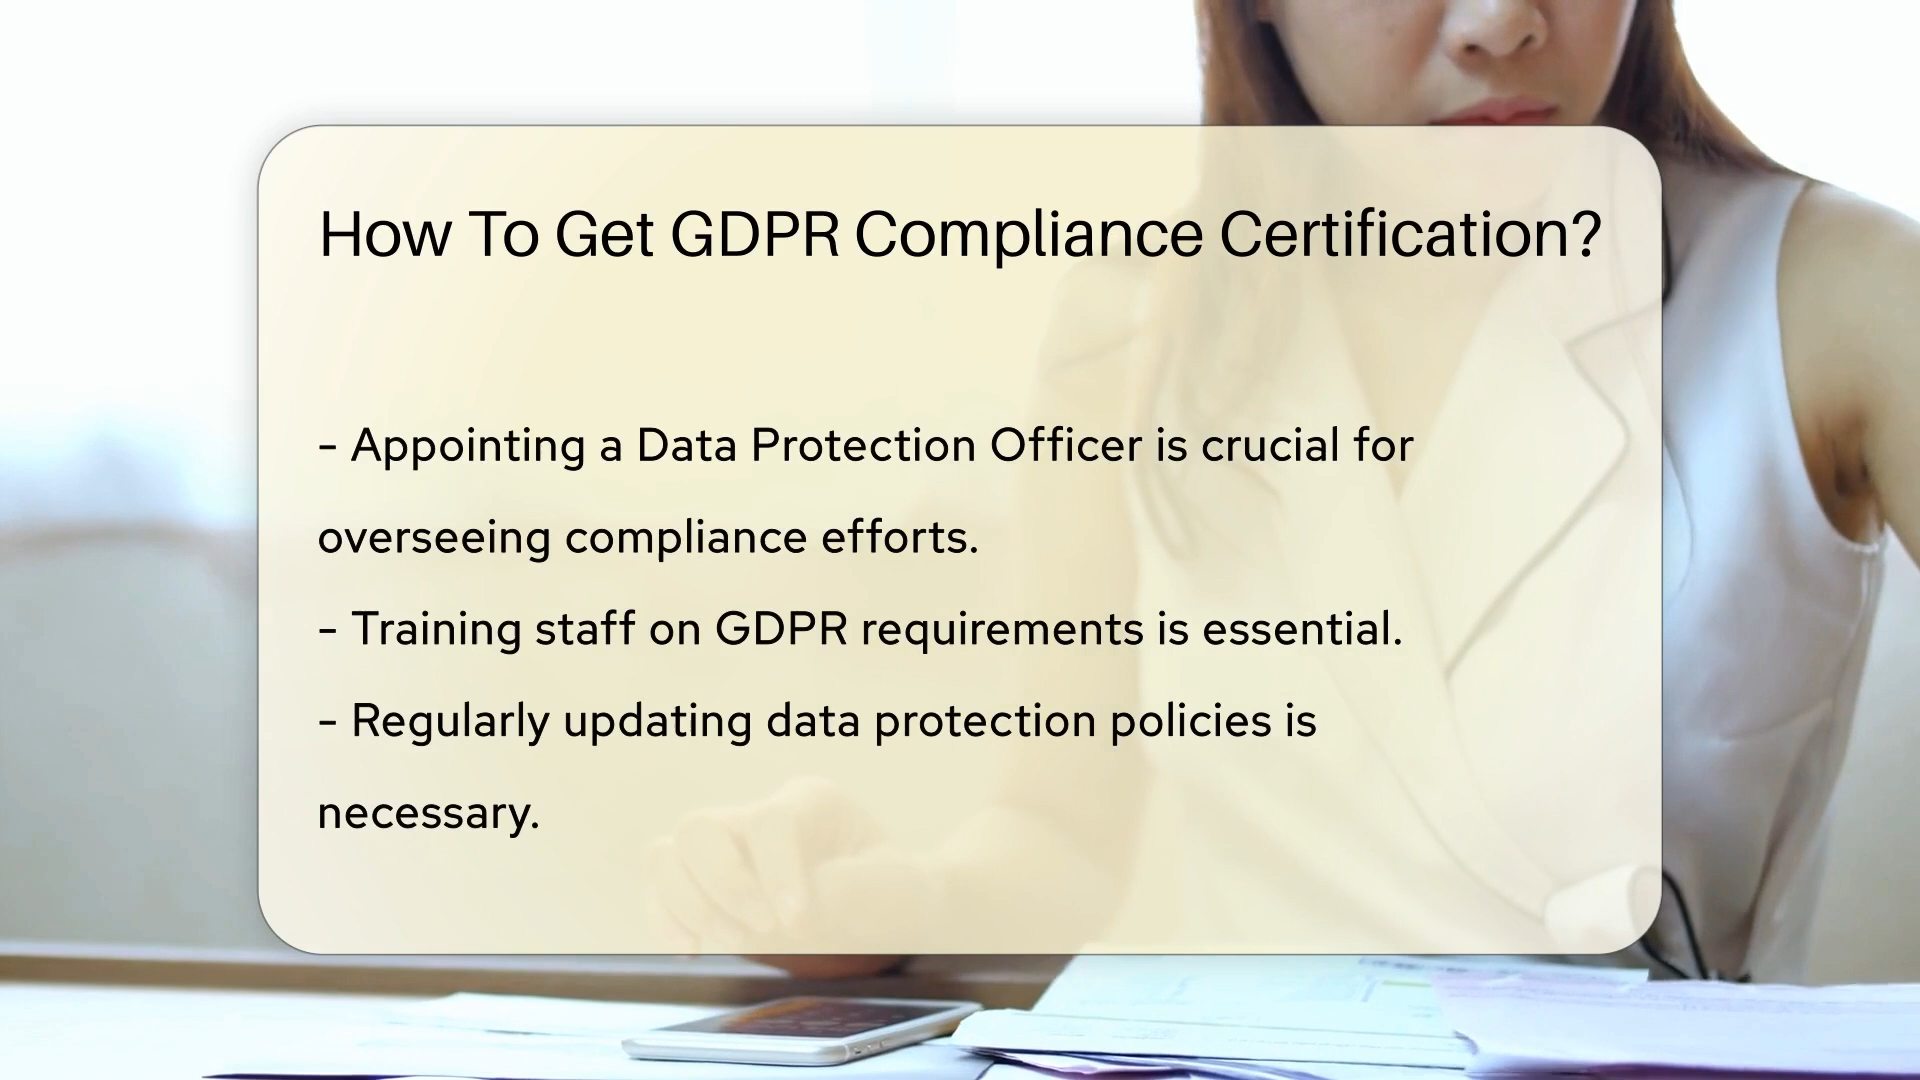 How To Get GDPR Compliance Certification?
- Appointing a Data Protection Officer is crucial for
overseeing compliance efforts.
- Training staff on GDPR requirements is essential.
- Regularly updating data protection policies is
necessary.